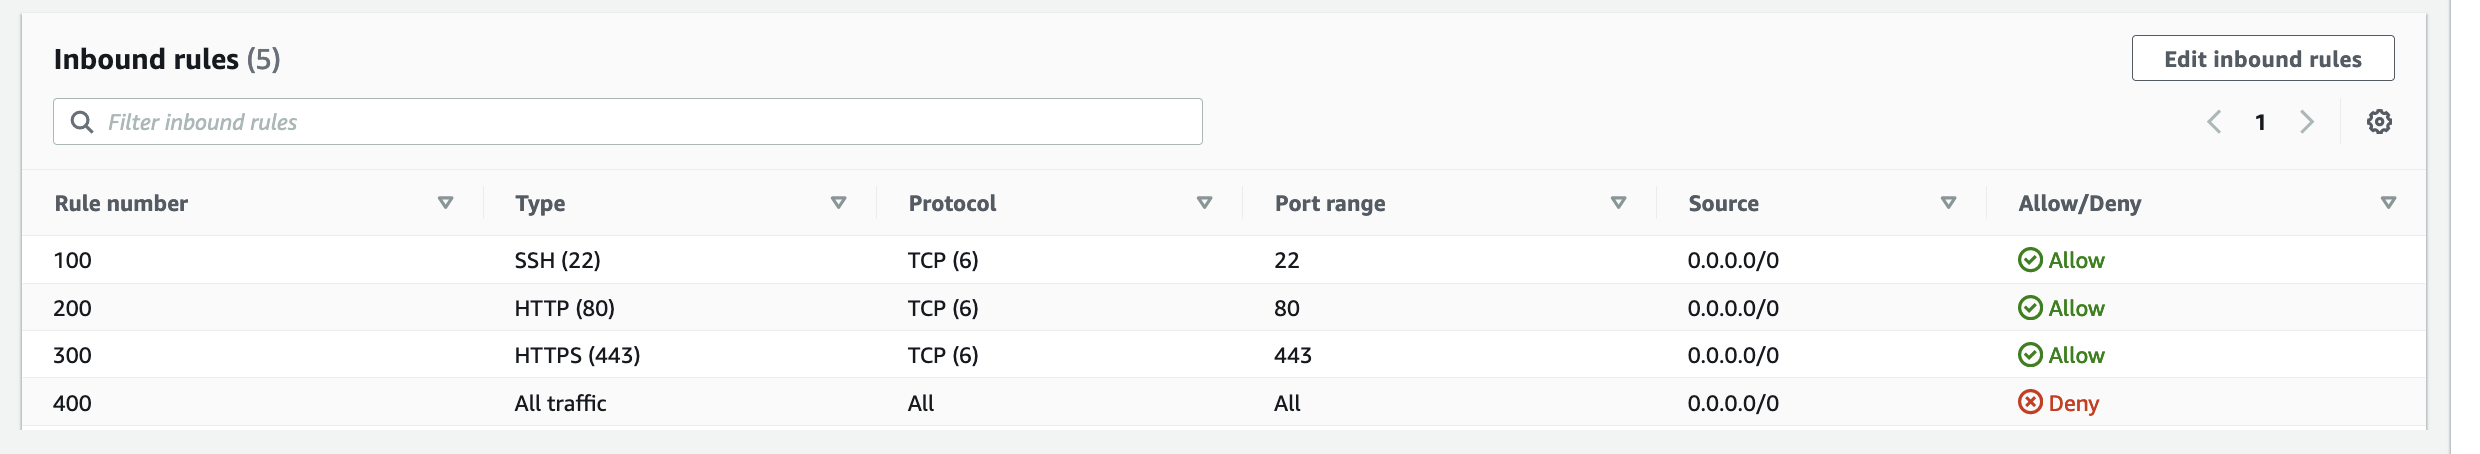 Inbound rules (5)
Edit inbound rules
Filter inbound rules
1
Rule number Type Protocol Port range Source Allow/Deny
100 SSH (22) TCP (6) 22 0.0.0.0/0 Allow
200 HTTP (80) TCP (6) 80 0.0.0.0/0 Allow
300 HTTPS (443) TCP (6) 443 0.0.0.0/0 Allow
400 All traffic All All 0.0.0.0/0 Deny